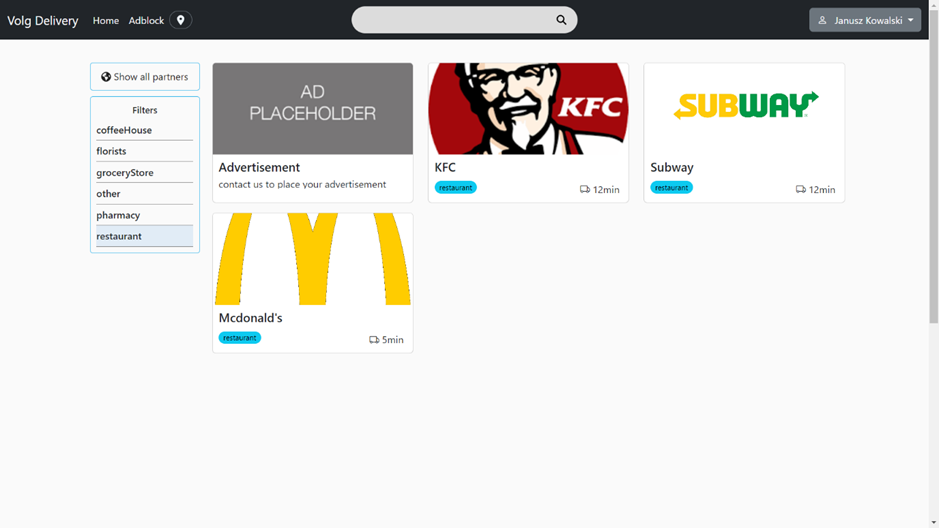 Volg Delivery Home Adblock Janusz Kowalski
Show all partners
Filters
coffeeHouse
florists
groceryStore
other
pharmacy
restaurant
AD
PLACEHOLDER
Advertisement
contact us to place your advertisement
KFC
KFC
restaurant 12min
SUBWAY
Subway
restaurant 12min
Mcdonald's
restaurant 5min